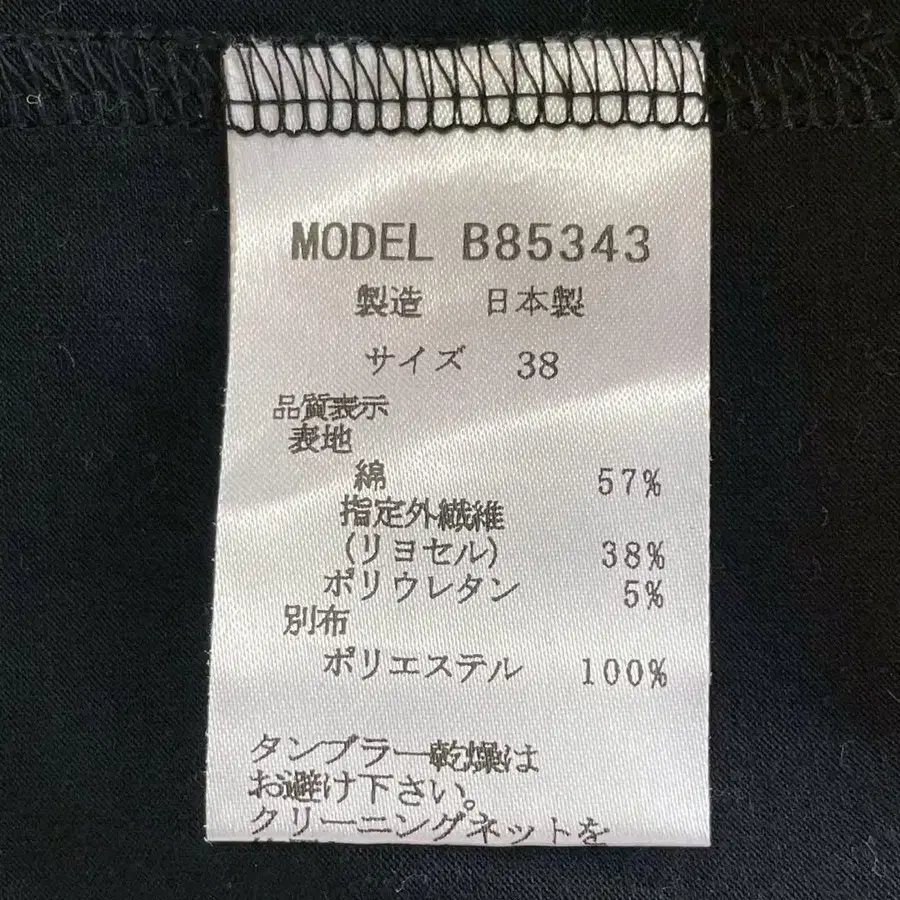 MODEL B85343
製造 日本製
サイズ 38
品質表示
表地
綿 57%
指定外繊維
(リヨセル) 38%
ポリウレタン 5%
別布
ポリエステル 100%
タンブラー乾燥は
お避け下さい。
クリーニングネットを